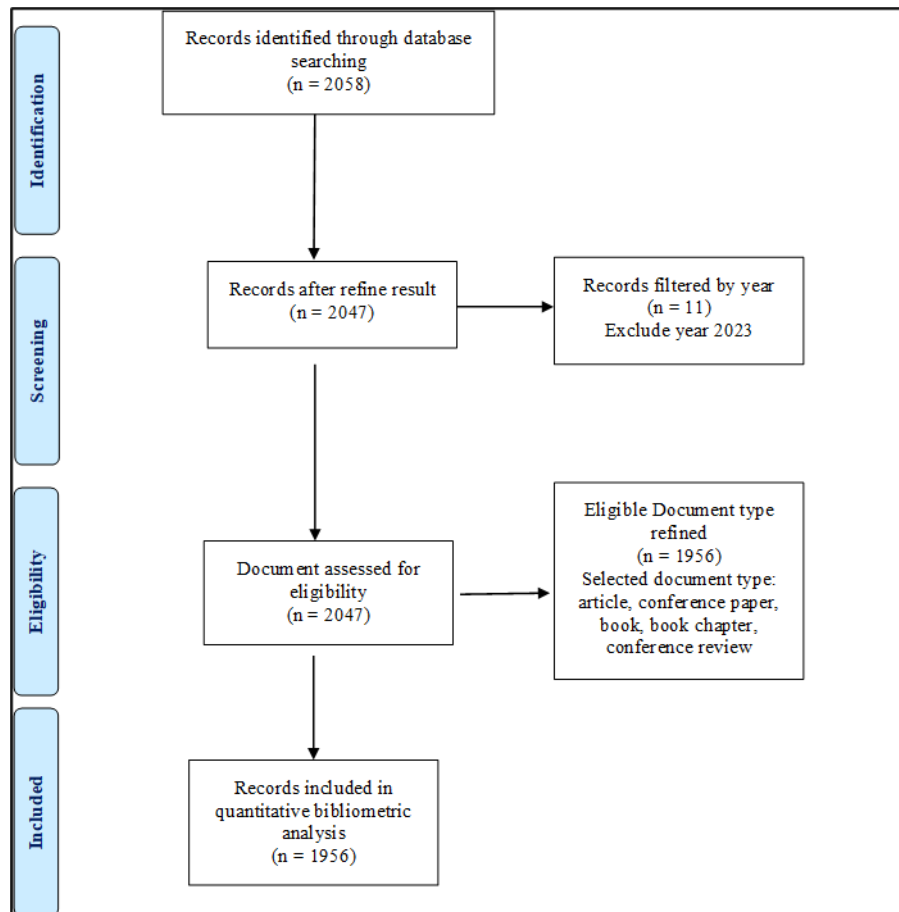 Identification
Records identified through database
searching
(n = 2058)
Screening
Records after refine result
(n = 2047)
Records filtered by year
(n = 11)
Exclude year 2023
Eligibility
Document assessed for
eligibility
(n = 2047)
Eligible Document type
refined
(n = 1956)
Selected document type:
article, conference paper,
book, book chapter,
conference review
Included
Records included in
quantitative bibliometric
analysis
(n = 1956)